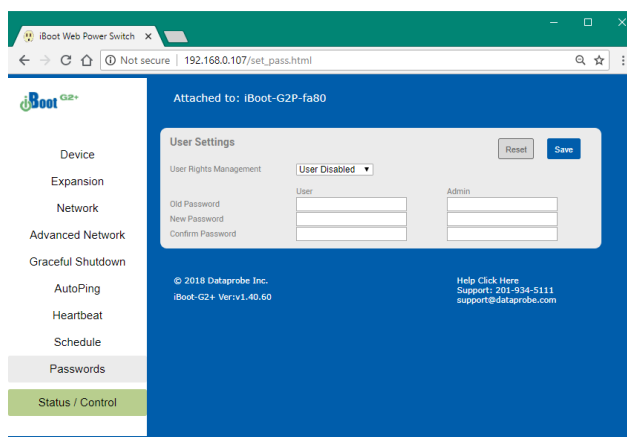 iBoot Web Power Switch
Not secure | 192.168.0.107/set_pass.html
iBoot G2+
Attached to: iBoot-G2P-fa80
Device
Expansion
Network
Advanced Network
Graceful Shutdown
AutoPing
Heartbeat
Schedule
Passwords
Status / Control
User Settings
Reset
Save
User Rights Management
User Disabled
User
Admin
Old Password
New Password
Confirm Password
© 2018 Dataprobe Inc.
iBoot-G2+ Ver:v1.40.60
Help Click Here
Support: 201-934-5111
support@dataprobe.com